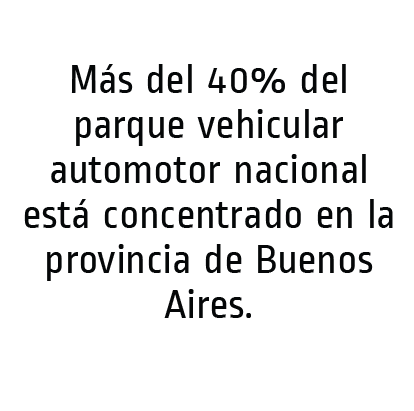 Más del 40% del
parque vehicular
automotor nacional
está concentrado en la
provincia de Buenos
Aires.